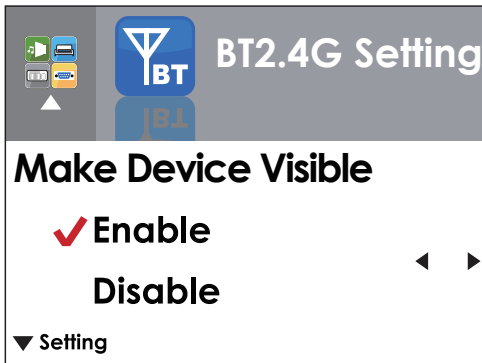 BT
BT2.4G Setting
Make Device Visible
Enable
Disable
Setting